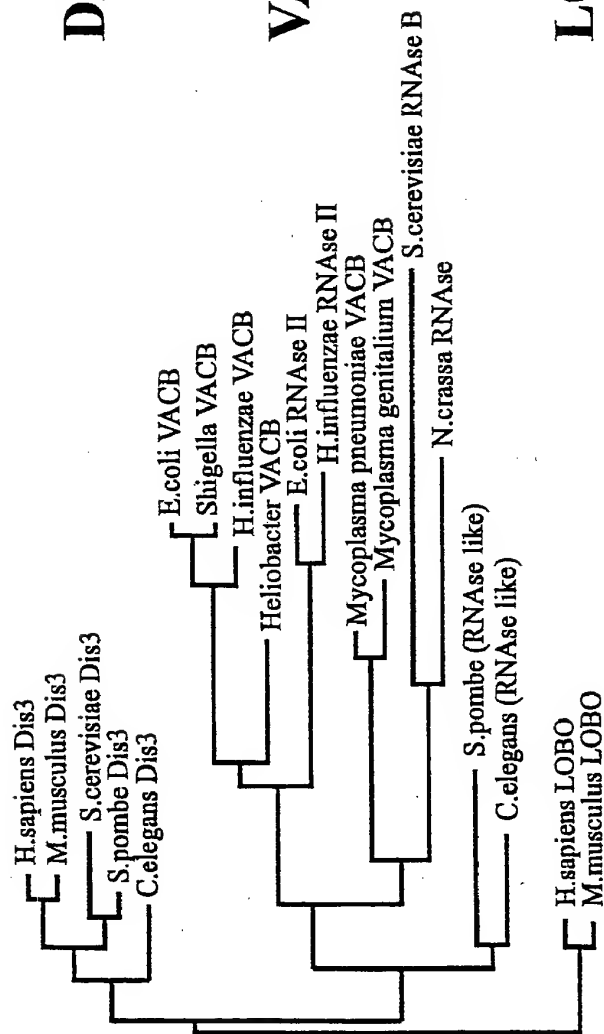 H.sapiens Dis3
M.musculus Dis3
S.cerevisiae Dis3
S.pombe Dis3
C.elegans Dis3
E.coli VACB
Shigella VACB
H.influenzae VACB
Heliobacter VACB
E.coli RNAse II
H.influenzae RNAse II
Mycoplasma pneumoniae VACB
Mycoplasma genitalium VACB
S.cerevisiae RNAse B
N.crassa RNAse
S.pombe (RNAse like)
C.elegans (RNAse like)
H.sapiens LOBO
M.musculus LOBO